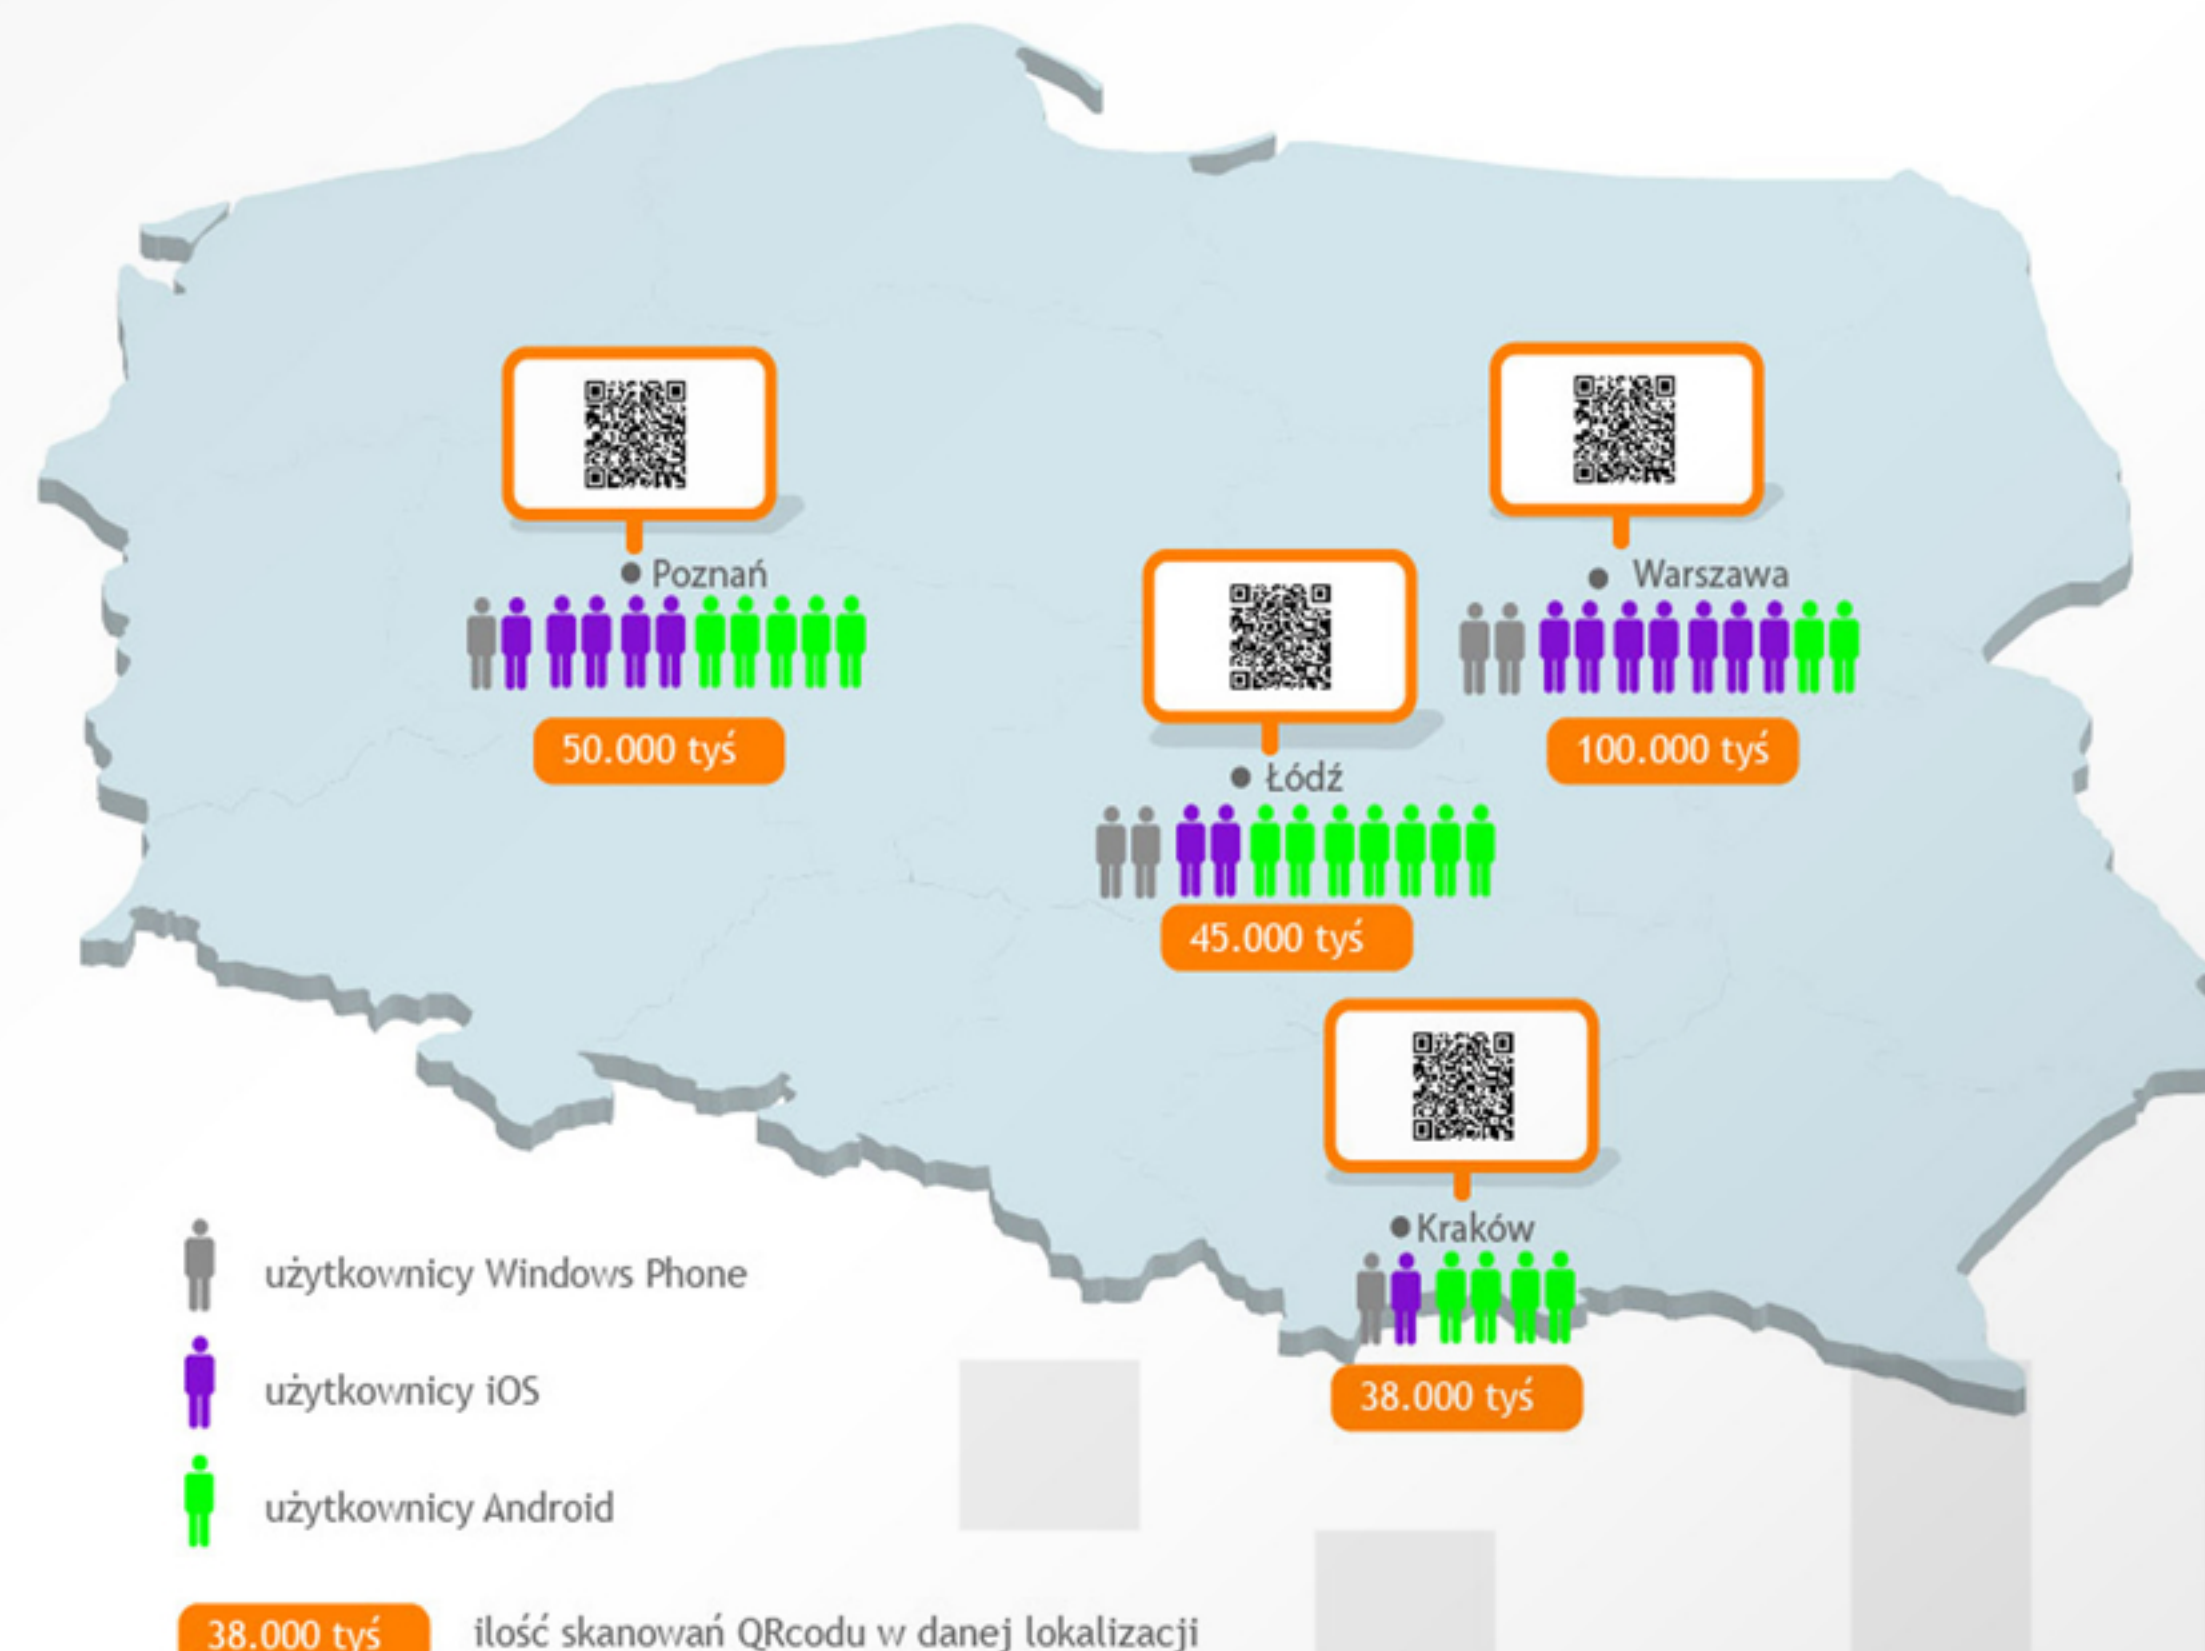 Poznań
50.000 tyś
Warszawa
100.000 tyś
Łódź
45.000 tyś
Kraków
38.000 tyś
użytkownicy Windows Phone
użytkownicy iOS
użytkownicy Android
38.000 tyś ilość skanowań QRcodu w danej lokalizacji